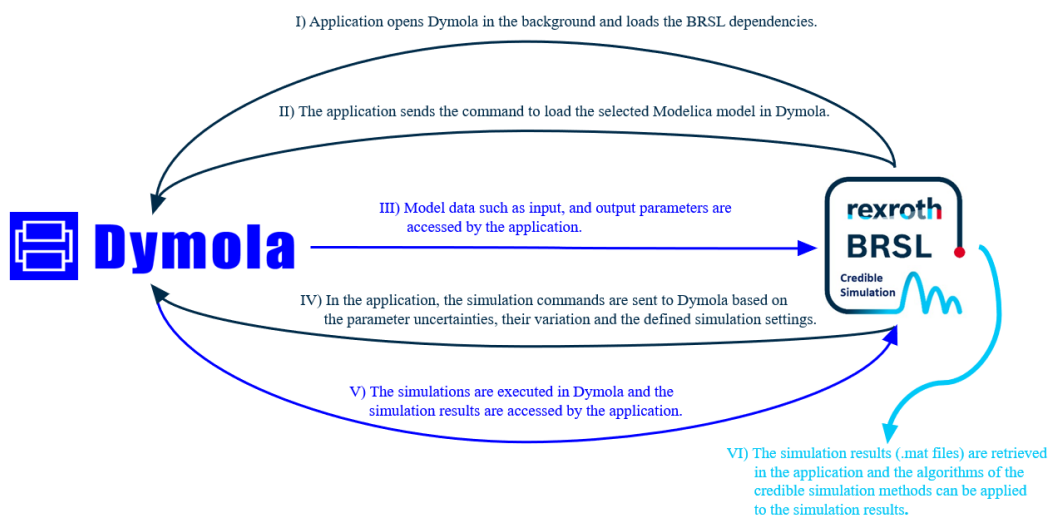 I) Application opens Dymola in the background and loads the BRSL dependencies.
II) The application sends the command to load the selected Modelica model in Dymola.
III) Model data such as input, and output parameters are
accessed by the application.
Dymola
rexroth
BRSL
Credible
Simulation
IV) In the application, the simulation commands are sent to Dymola based on
the parameter uncertainties, their variation and the defined simulation settings.
V) The simulations are executed in Dymola and the
simulation results are accessed by the application.
VI) The simulation results (.mat files) are retrieved
in the application and the algorithms of the
credible simulation methods can be applied
to the simulation results.